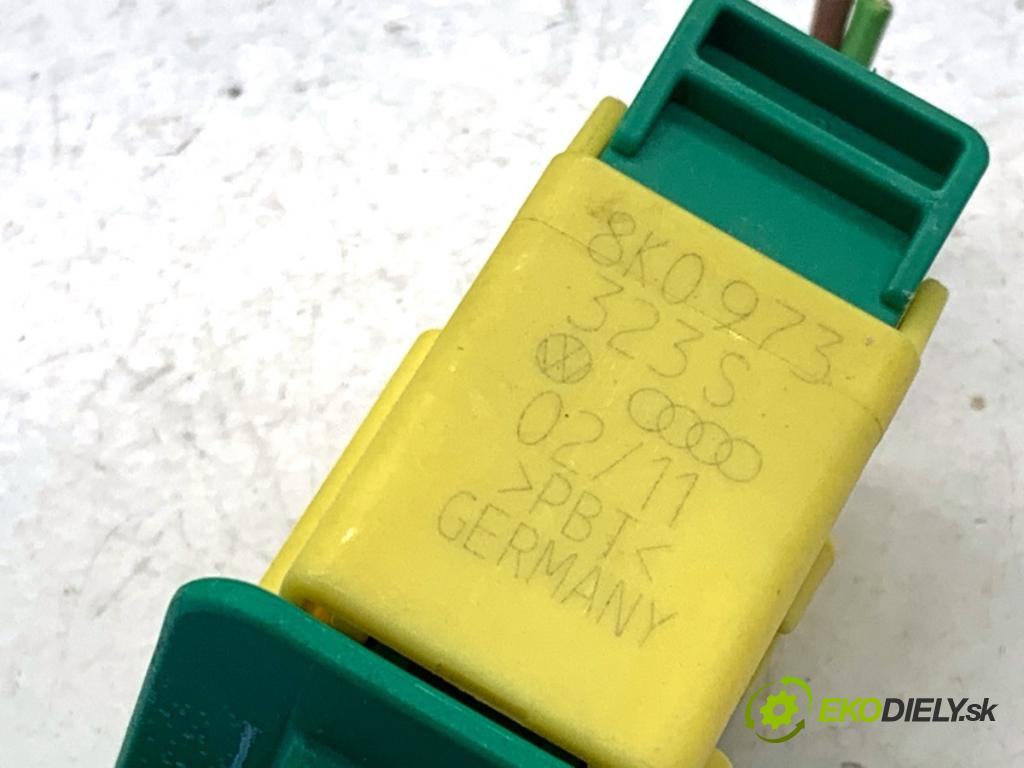 8K0 973
323 S
02/11
>PBT<
GERMANY
EKODIELY.sk